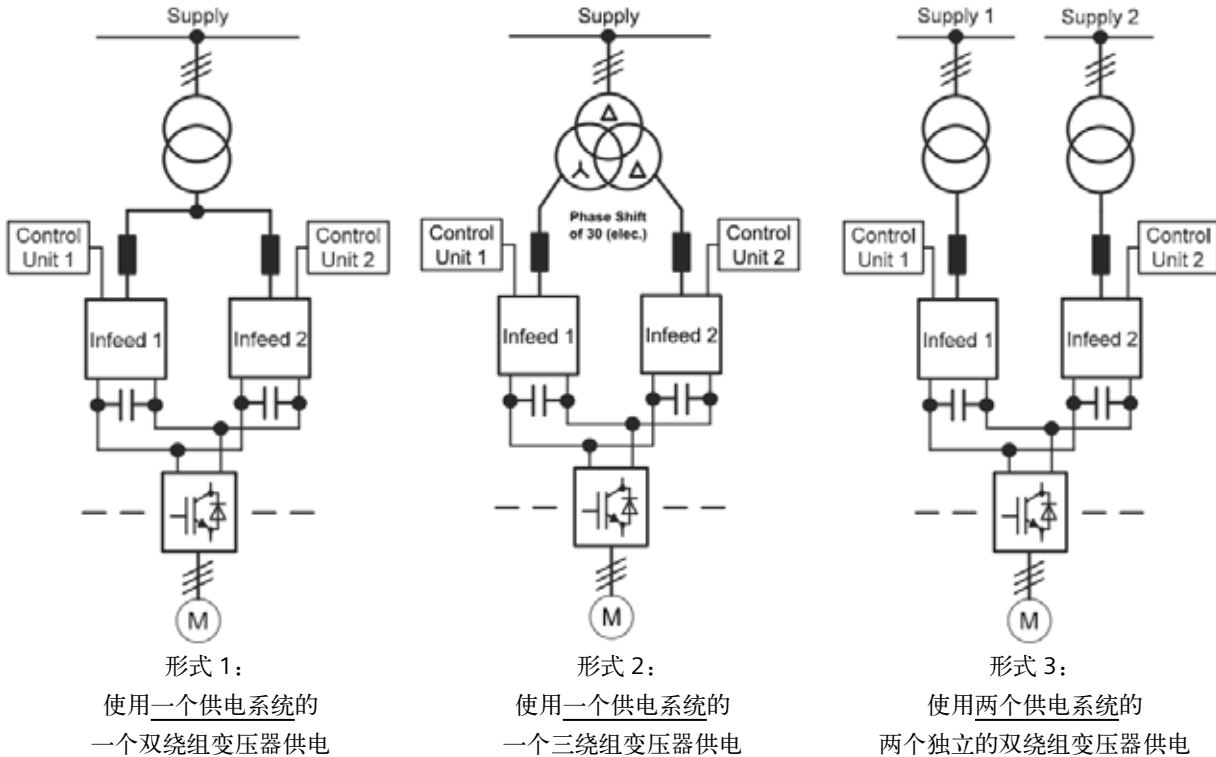 Supply
Control
Unit 1
Control
Unit 2
Infeed 1
Infeed 2
M
形式 1：
使用一个供电系统的
一个双绕组变压器供电
Supply
Δ
Δ
Phase Shift
of 30 (elec.)
Control
Unit 1
Control
Unit 2
Infeed 1
Infeed 2
M
形式 2：
使用一个供电系统的
一个三绕组变压器供电
Supply 1
Supply 2
Control
Unit 1
Control
Unit 2
Infeed 1
Infeed 2
M
形式 3：
使用两个供电系统的
两个独立的双绕组变压器供电